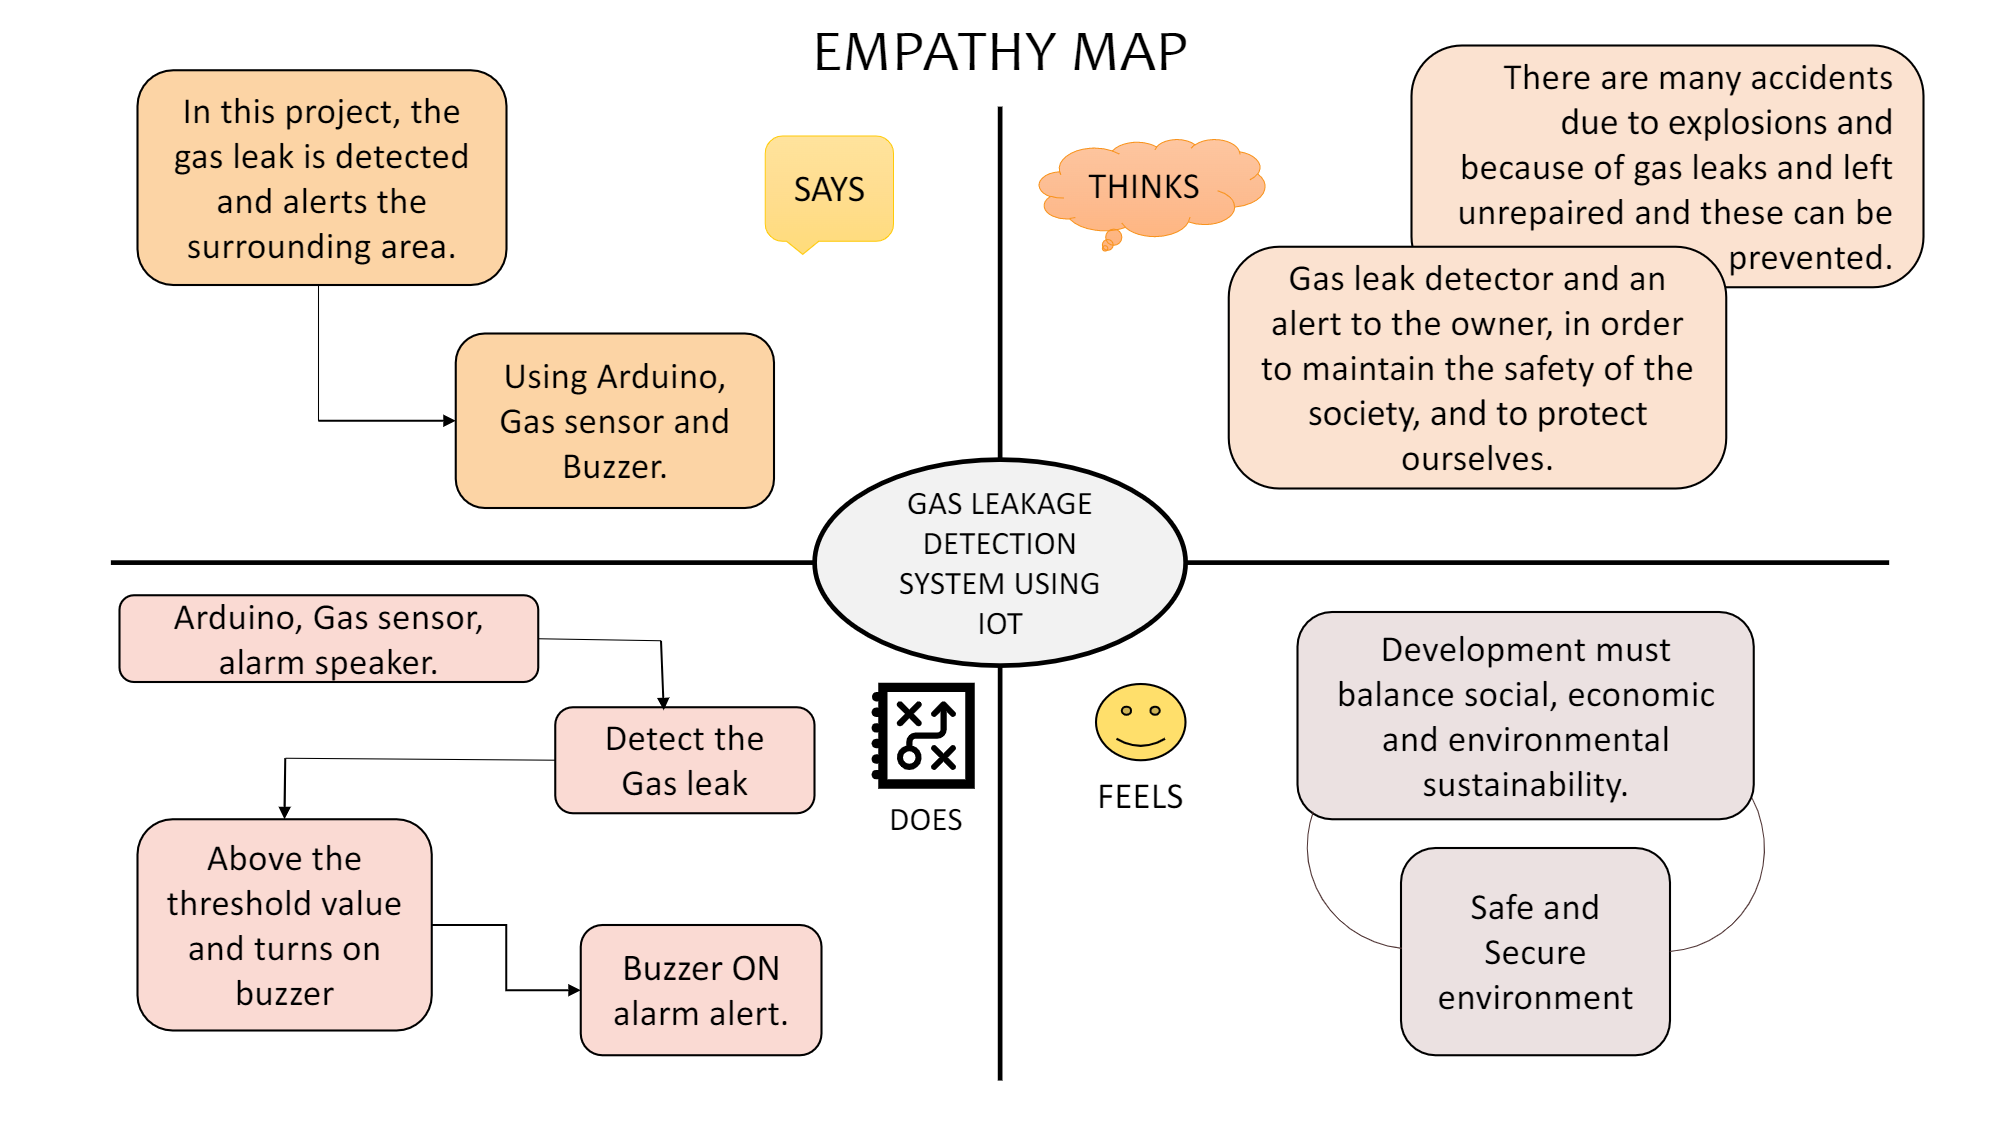 EMPATHY MAP
In this project, the
gas leak is detected
and alerts the
surrounding area.
SAYS
Using Arduino,
Gas sensor and
Buzzer.
THINKS
There are many accidents
due to explosions and
because of gas leaks and left
unrepaired and these can be
prevented.
Gas leak detector and an
alert to the owner, in order
to maintain the safety of the
society, and to protect
ourselves.
GAS LEAKAGE
DETECTION
SYSTEM USING
IOT
Arduino, Gas sensor,
alarm speaker.
Detect the
Gas leak
Above the
threshold value
and turns on
buzzer
Buzzer ON
alarm alert.
DOES
FEELS
Development must
balance social, economic
and environmental
sustainability.
Safe and
Secure
environment